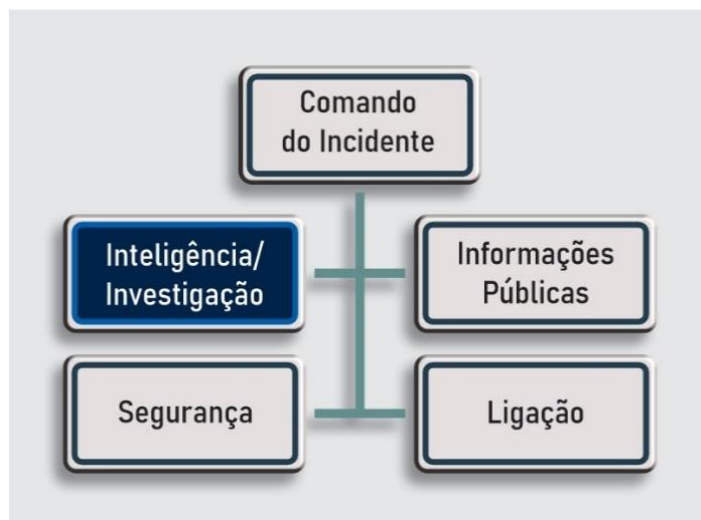 Comando
do Incidente
Inteligência/
Investigação
Informações
Públicas
Segurança
Ligação